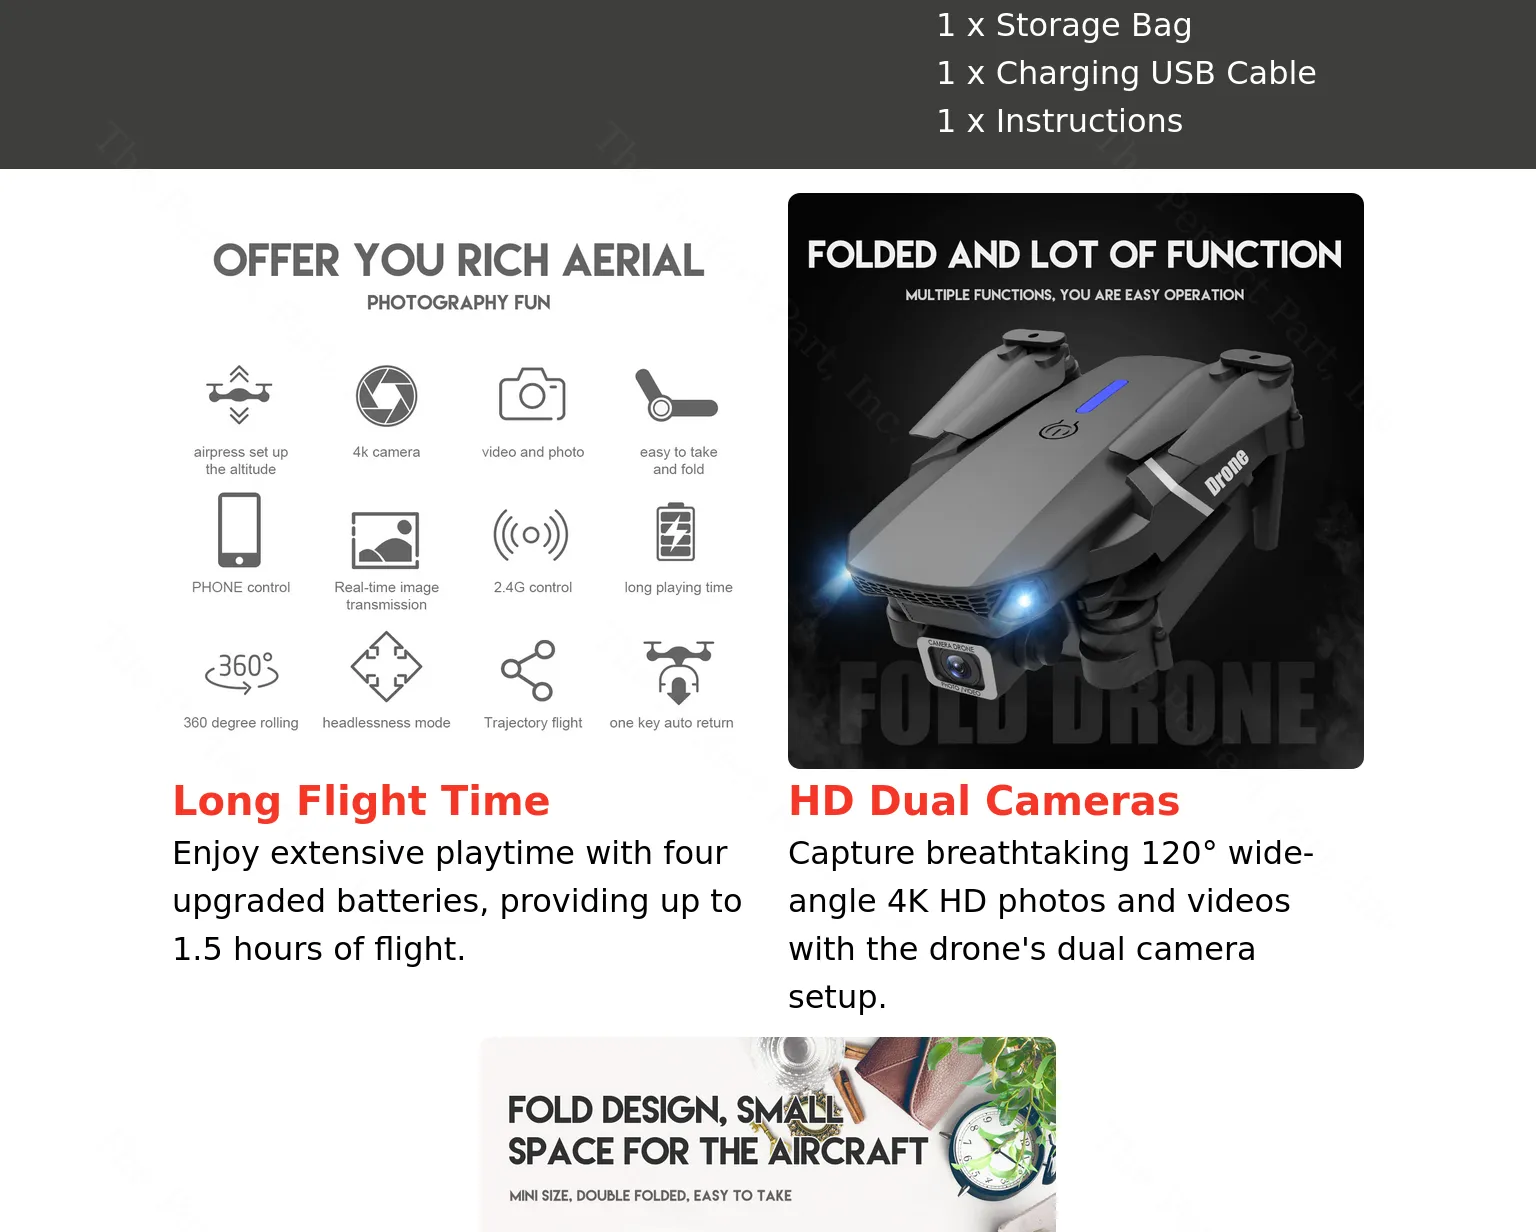 1 x Storage Bag
1 x Charging USB Cable
1 x Instructions
OFFER YOU RICH AERIAL
PHOTOGRAPHY FUN
airpress set up
the altitude
4k camera
video and photo
easy to take
and fold
PHONE control
Real-time image
transmission
2.4G control
long playing time
360°
360 degree rolling
headlessness mode
Trajectory flight
one key auto return
FOLDED AND LOT OF FUNCTION
MULTIPLE FUNCTIONS, YOU ARE EASY OPERATION
Drone
CAMERA DRONE
PHOTO /VIDEO
FOLD DRONE
Long Flight Time
Enjoy extensive playtime with four
upgraded batteries, providing up to
1.5 hours of flight.
HD Dual Cameras
Capture breathtaking 120° wide-
angle 4K HD photos and videos
with the drone's dual camera
setup.
FOLD DESIGN, SMALL
SPACE FOR THE AIRCRAFT
MINI SIZE, DOUBLE FOLDED, EASY TO TAKE